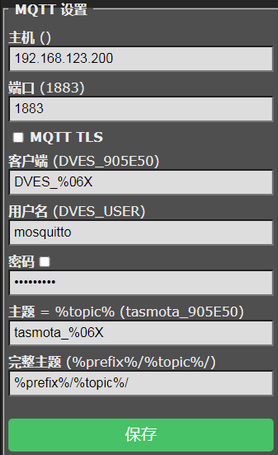 MQTT 设置
主机 ()
192.168.123.200
端口 (1883)
1883
MQTT TLS
客户端 (DVES_905E50)
DVES_%06X
用户名 (DVES_USER)
mosquitto
密码
•••••••••
主题 = %topic% (tasmota_905E50)
tasmota_%06X
完整主题 (%prefix%/%topic%/)
%prefix%/%topic%/
保存